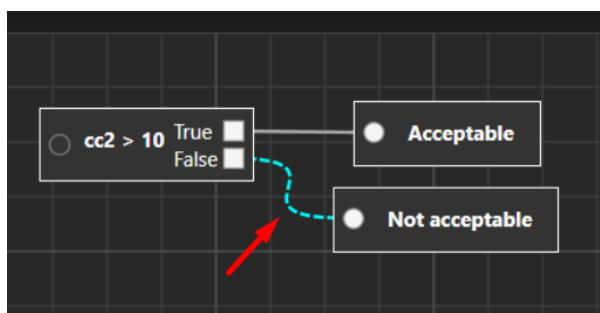 cc2 > 10
True
False
Acceptable
Not acceptable